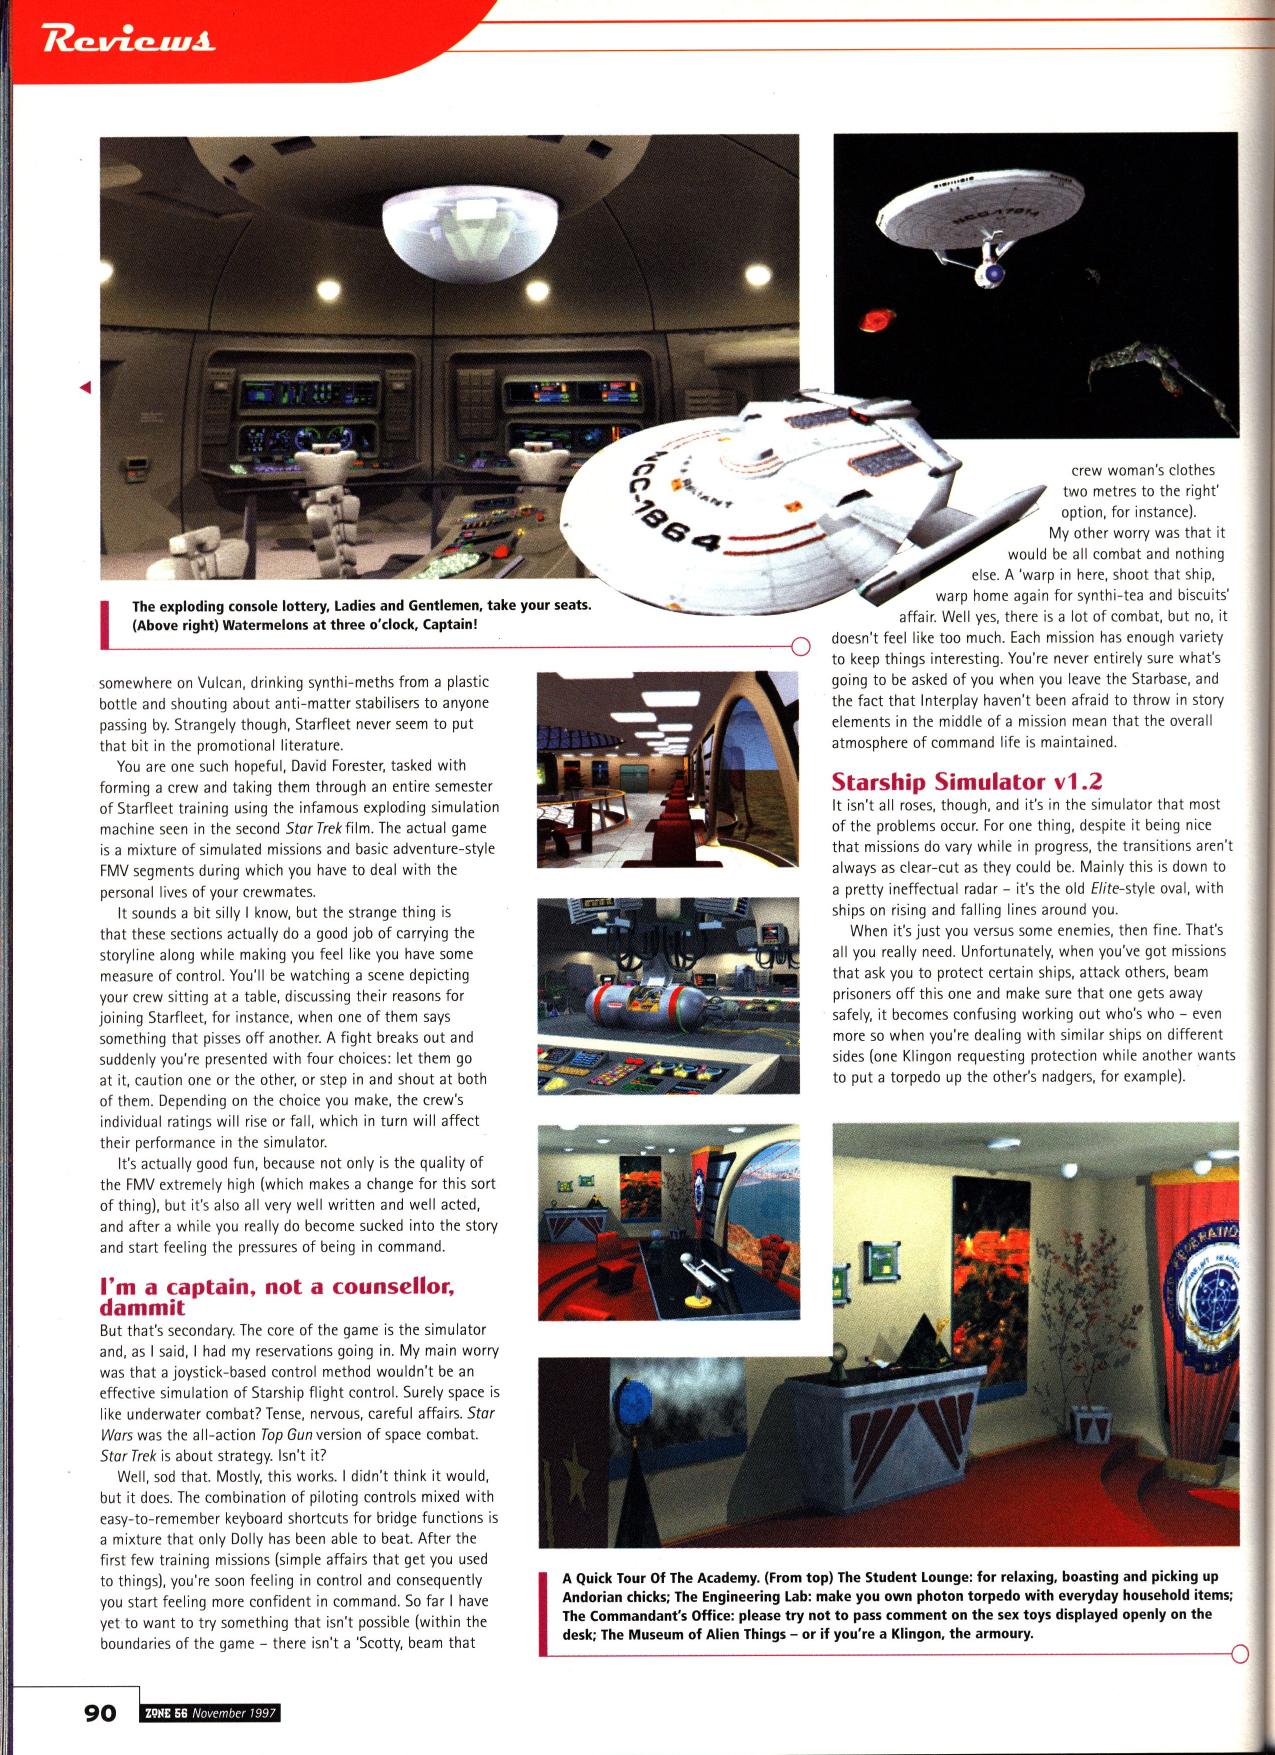 Reviews
NCC-1701A
NCC-1864
RELIANT
The exploding console lottery, Ladies and Gentlemen, take your seats.
(Above right) Watermelons at three o'clock, Captain!
somewhere on Vulcan, drinking synthi-meths from a plastic
bottle and shouting about anti-matter stabilisers to anyone
passing by. Strangely though, Starfleet never seem to put
that bit in the promotional literature.
You are one such hopeful, David Forester, tasked with
forming a crew and taking them through an entire semester
of Starfleet training using the infamous exploding simulation
machine seen in the second Star Trek film. The actual game
is a mixture of simulated missions and basic adventure-style
FMV segments during which you have to deal with the
personal lives of your crewmates.
It sounds a bit silly I know, but the strange thing is
that these sections actually do a good job of carrying the
storyline along while making you feel like you have some
measure of control. You'll be watching a scene depicting
your crew sitting at a table, discussing their reasons for
joining Starfleet, for instance, when one of them says
something that pisses off another. A fight breaks out and
suddenly you're presented with four choices: let them go
at it, caution one or the other, or step in and shout at both
of them. Depending on the choice you make, the crew's
individual ratings will rise or fall, which in turn will affect
their performance in the simulator.
It's actually good fun, because not only is the quality of
the FMV extremely high (which makes a change for this sort
of thing), but it's also all very well written and well acted,
and after a while you really do become sucked into the story
and start feeling the pressures of being in command.
I'm a captain, not a counsellor,
dammit
But that's secondary. The core of the game is the simulator
and, as I said, I had my reservations going in. My main worry
was that a joystick-based control method wouldn't be an
effective simulation of Starship flight control. Surely space is
like underwater combat? Tense, nervous, careful affairs. Star
Wars was the all-action Top Gun version of space combat.
Star Trek is about strategy. Isn't it?
Well, sod that. Mostly, this works. I didn't think it would,
but it does. The combination of piloting controls mixed with
easy-to-remember keyboard shortcuts for bridge functions is
a mixture that only Dolly has been able to beat. After the
first few training missions (simple affairs that get you used
to things), you're soon feeling in control and consequently
you start feeling more confident in command. So far I have
yet to want to try something that isn't possible (within the
boundaries of the game – there isn't a 'Scotty, beam that
crew woman's clothes
two metres to the right'
option, for instance).
My other worry was that it
would be all combat and nothing
else. A 'warp in here, shoot that ship,
warp home again for synthi-tea and biscuits'
affair. Well yes, there is a lot of combat, but no, it
doesn't feel like too much. Each mission has enough variety
to keep things interesting. You're never entirely sure what's
going to be asked of you when you leave the Starbase, and
the fact that Interplay haven't been afraid to throw in story
elements in the middle of a mission mean that the overall
atmosphere of command life is maintained.
Starship Simulator v1.2
It isn't all roses, though, and it's in the simulator that most
of the problems occur. For one thing, despite it being nice
that missions do vary while in progress, the transitions aren't
always as clear-cut as they could be. Mainly this is down to
a pretty ineffectual radar – it's the old Elite-style oval, with
ships on rising and falling lines around you.
When it's just you versus some enemies, then fine. That's
all you really need. Unfortunately, when you've got missions
that ask you to protect certain ships, attack others, beam
prisoners off this one and make sure that one gets away
safely, it becomes confusing working out who's who – even
more so when you're dealing with similar ships on different
sides (one Klingon requesting protection while another wants
to put a torpedo up the other's nadgers, for example).
A Quick Tour Of The Academy. (From top) The Student Lounge: for relaxing, boasting and picking up
Andorian chicks; The Engineering Lab: make you own photon torpedo with everyday household items;
The Commandant's Office: please try not to pass comment on the sex toys displayed openly on the
desk; The Museum of Alien Things – or if you're a Klingon, the armoury.
90
ZONE 56 November 1997